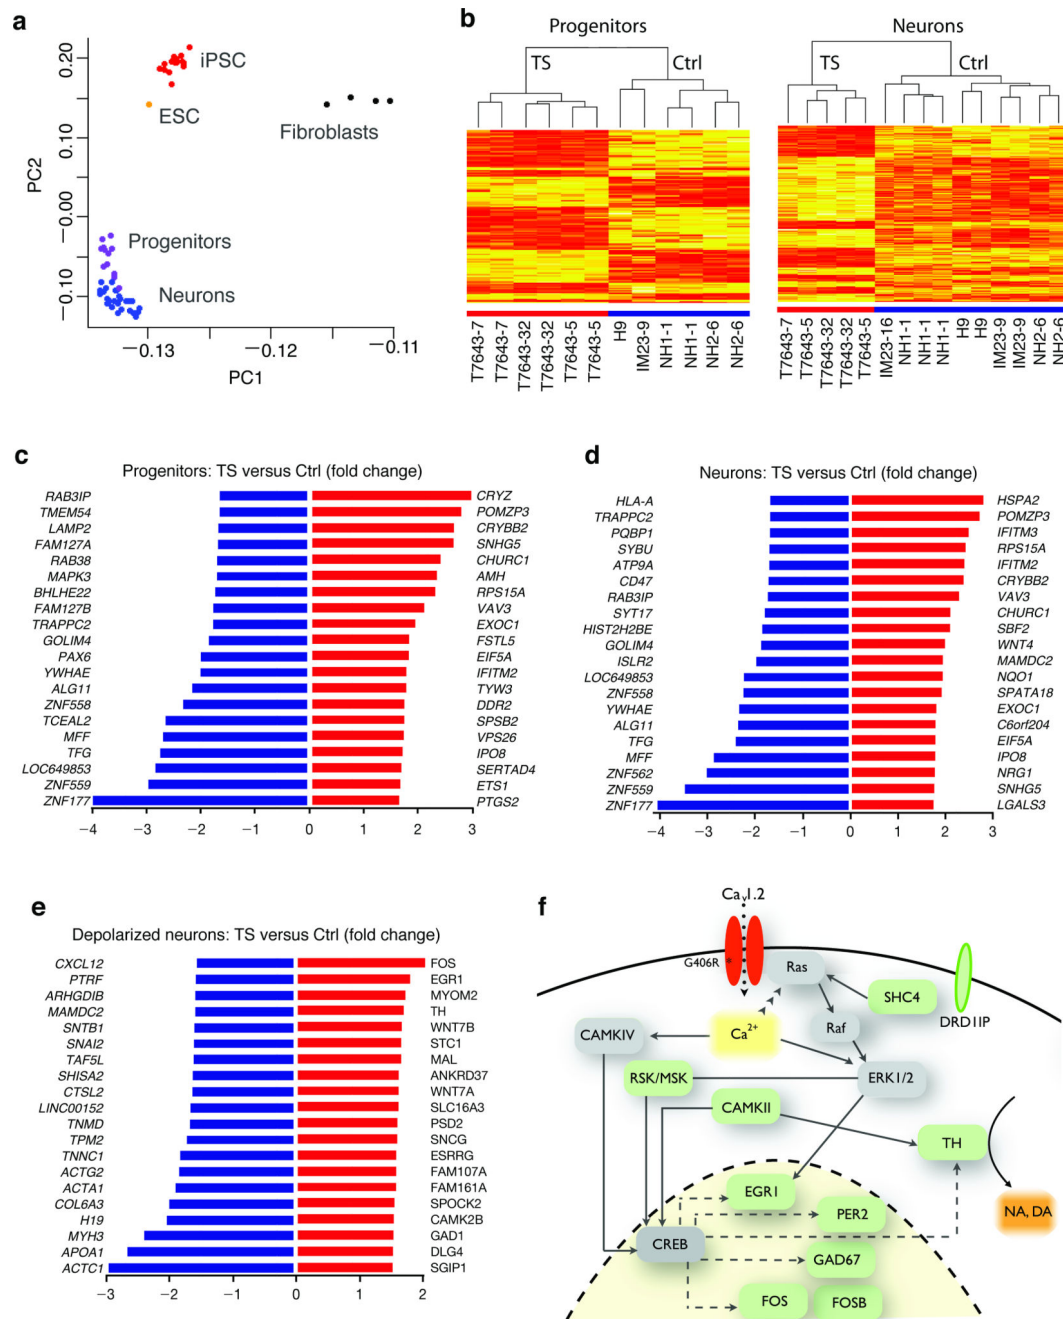 a
0.20
0.10
−0.00
−0.10
PC2
iPSC
ESC
Fibroblasts
Progenitors
Neurons
−0.13
−0.12
−0.11
PC1
b
Progenitors
TS
Ctrl
T7643-7
T7643-7
T7643-32
T7643-32
T7643-5
T7643-5
H9
IM23-9
NH1-1
NH1-1
NH2-6
NH2-6
Neurons
TS
Ctrl
T7643-7
T7643-5
T7643-32
T7643-32
T7643-5
IM23-16
NH1-1
NH1-1
NH1-1
H9
H9
IM23-9
IM23-9
NH2-6
NH2-6
c
Progenitors: TS versus Ctrl (fold change)
RAB3IP CRYZ
TMEM54 POMZP3
LAMP2 CRYBB2
FAM127A SNHG5
RAB38 CHURC1
MAPK3 AMH
BHLHE22 RPS15A
FAM127B VAV3
TRAPPC2 EXOC1
GOLIM4 FSTL5
PAX6 EIF5A
YWHAE IFITM2
ALG11 TYW3
ZNF558 DDR2
TCEAL2 SPSB2
MFF VPS26
TFG IPO8
LOC649853 SERTAD4
ZNF559 ETS1
ZNF177 PTGS2
−4 −3 −2 −1 0 1 2 3
d
Neurons: TS versus Ctrl (fold change)
HLA-A HSPA2
TRAPPC2 POMZP3
PQBP1 IFITM3
SYBU RPS15A
ATP9A IFITM2
CD47 CRYBB2
RAB3IP VAV3
SYT17 CHURC1
HIST2H2BE SBF2
GOLIM4 WNT4
ISLR2 MAMDC2
LOC649853 NQO1
ZNF558 SPATA18
YWHAE EXOC1
ALG11 C6orf204
TFG EIF5A
MFF IPO8
ZNF562 NRG1
ZNF559 SNHG5
ZNF177 LGALS3
−4 −3 −2 −1 0 1 2 3
e
Depolarized neurons: TS versus Ctrl (fold change)
CXCL12 FOS
PTRF EGR1
ARHGDIB MYOM2
MAMDC2 TH
SNTB1 WNT7B
SNAI2 STC1
TAF5L MAL
SHISA2 ANKRD37
CTSL2 WNT7A
LINC00152 SLC16A3
TNMD PSD2
TPM2 SNCG
TNNC1 ESRRG
ACTG2 FAM107A
ACTA1 FAM161A
COL6A3 SPOCK2
H19 CAMK2B
MYH3 GAD1
APOA1 DLG4
ACTC1 SGIP1
−3 −2 −1 0 1 2
f
Cav1.2
G406R *
Ras
SHC4
DRD1IP
CAMKIV
Ca2+
Raf
RSK/MSK
ERK1/2
CAMKII
TH
EGR1
PER2
NA, DA
CREB
GAD67
FOS
FOSB